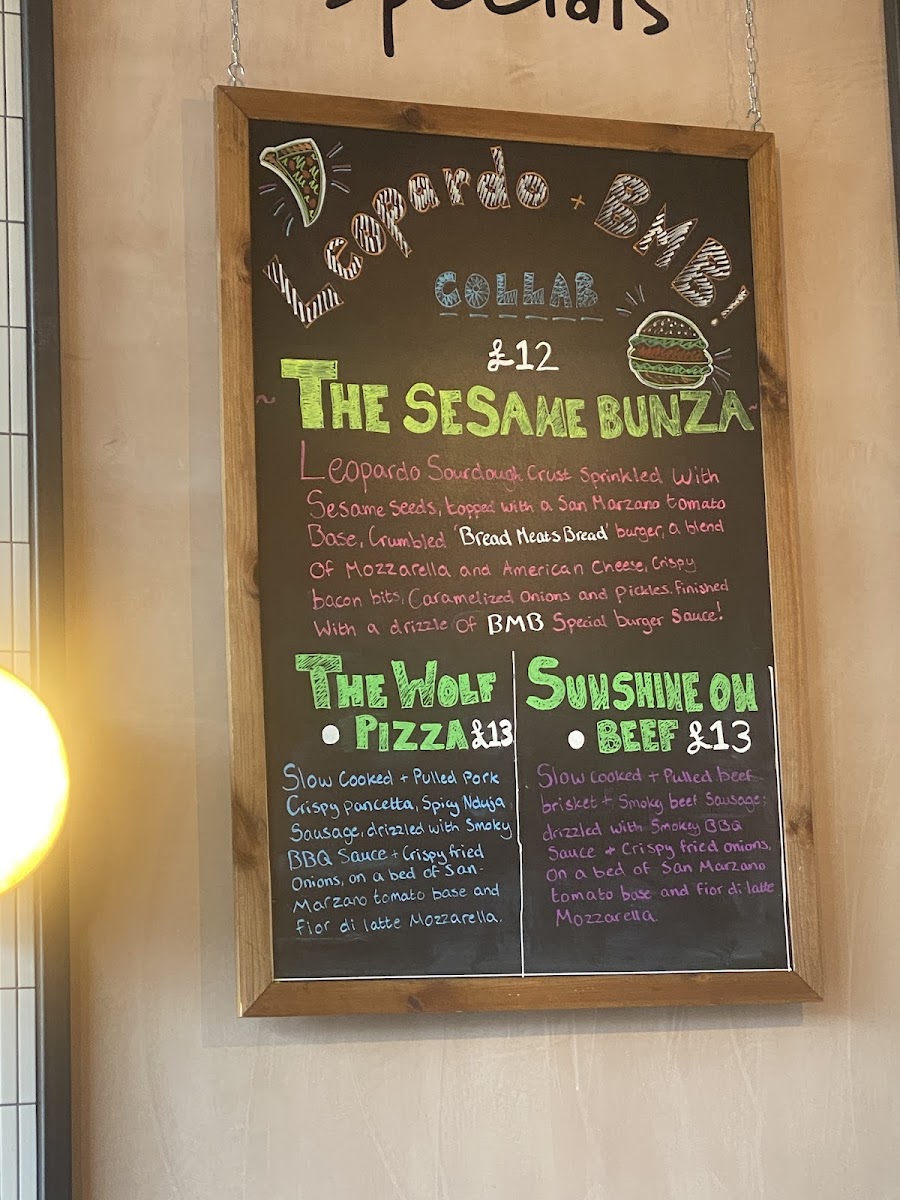 Specials
Leopardo + BMB!
COLLAB
£12
~ THE SESAME BUNZA ~
Leopardo Sourdough Crust Sprinkled With
Sesame Seeds, topped with a San Marzano tomato
Base, Crumbled 'Bread Meats Bread' burger, a blend
Of Mozzarella and American Cheese, Crispy
bacon bits, Caramelized Onions and pickles. Finished
With a drizzle Of BMB Special burger Sauce!
THE WOLF
• PIZZA £13
Slow Cooked + Pulled Pork
Crispy pancetta, Spicy Nduja
Sausage, drizzled with Smoky
BBQ Sauce + Crispy fried
Onions, on a bed of San-
Marzano tomato base and
fior di latte Mozzarella.
SUNSHINE ON
• BEEF £13
Slow cooked + Pulled beef
brisket + Smoky beef Sausage;
drizzled with Smokey BBQ
Sauce + Crispy fried onions,
On a bed of San Marzano
tomato base and fior di latte
Mozzarella.